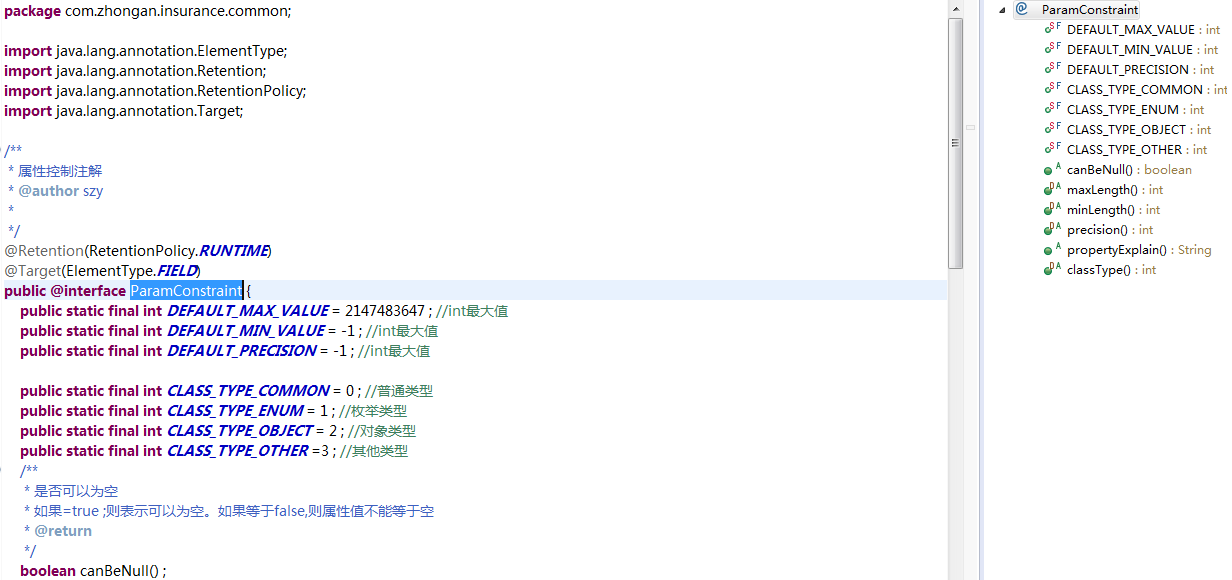 package com.zhongan.insurance.common;
import java.lang.annotation.ElementType;
import java.lang.annotation.Retention;
import java.lang.annotation.RetentionPolicy;
import java.lang.annotation.Target;
/**
* 属性控制注解
* @author szy
*
*/
@Retention(RetentionPolicy.RUNTIME)
@Target(ElementType.FIELD)
public @interface ParamConstraint {
public static final int DEFAULT_MAX_VALUE = 2147483647 ; //int最大值
public static final int DEFAULT_MIN_VALUE = -1 ; //int最大值
public static final int DEFAULT_PRECISION = -1 ; //int最大值
public static final int CLASS_TYPE_COMMON = 0 ; //普通类型
public static final int CLASS_TYPE_ENUM = 1 ; //枚举类型
public static final int CLASS_TYPE_OBJECT = 2 ; //对象类型
public static final int CLASS_TYPE_OTHER =3 ; //其他类型
/**
* 是否可以为空
* 如果=true ;则表示可以为空。如果等于false,则属性值不能等于空
* @return
*/
boolean canBeNull() ;
@ ParamConstraint
S F DEFAULT_MAX_VALUE : int
S F DEFAULT_MIN_VALUE : int
S F DEFAULT_PRECISION : int
S F CLASS_TYPE_COMMON : int
S F CLASS_TYPE_ENUM : int
S F CLASS_TYPE_OBJECT : int
S F CLASS_TYPE_OTHER : int
A canBeNull() : boolean
D A maxLength() : int
D A minLength() : int
D A precision() : int
A propertyExplain() : String
D A classType() : int